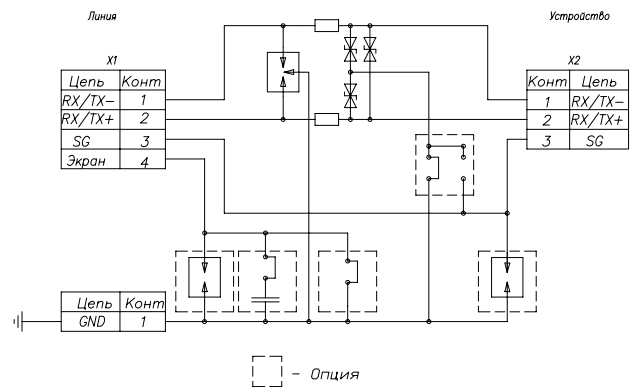 Линия
Устройство
X1
Цепь Конт
RX/TX- 1
RX/TX+ 2
SG 3
Экран 4
X2
Конт Цепь
1 RX/TX-
2 RX/TX+
3 SG
Цепь Конт
GND 1
- Опция